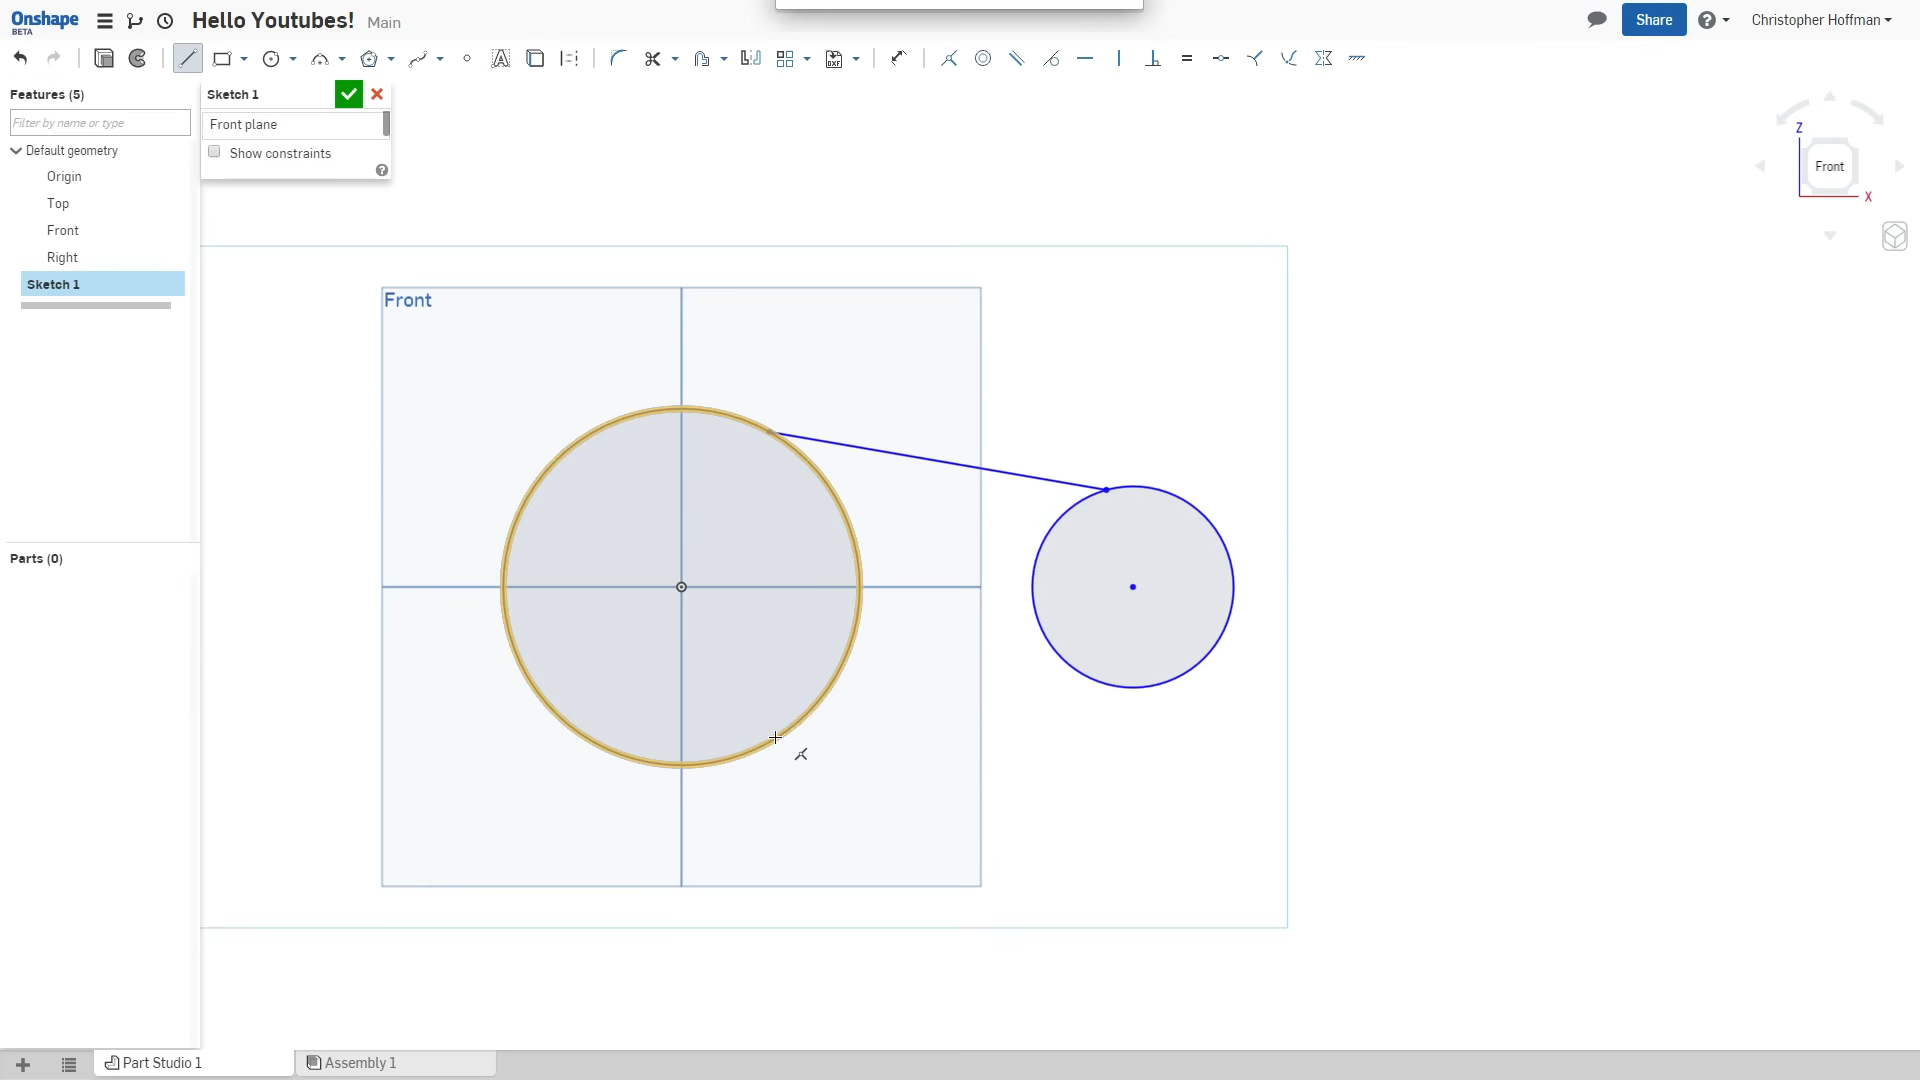 Onshape
BETA
Hello Youtubes! Main
Share
Christopher Hoffman
Features (5)
Filter by name or type
Default geometry
Origin
Top
Front
Right
Sketch 1
Parts (0)
Sketch 1
Front plane
Show constraints
Front
Z
Front
X
DXF
Part Studio 1
Assembly 1